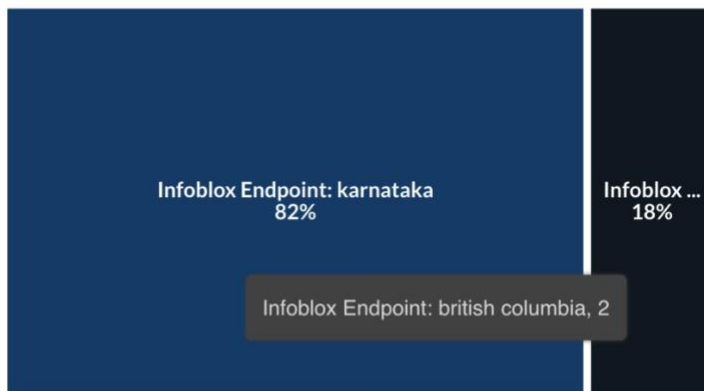 Infoblox Endpoint: karnataka
82%
Infoblox ...
18%
Infoblox Endpoint: british columbia, 2